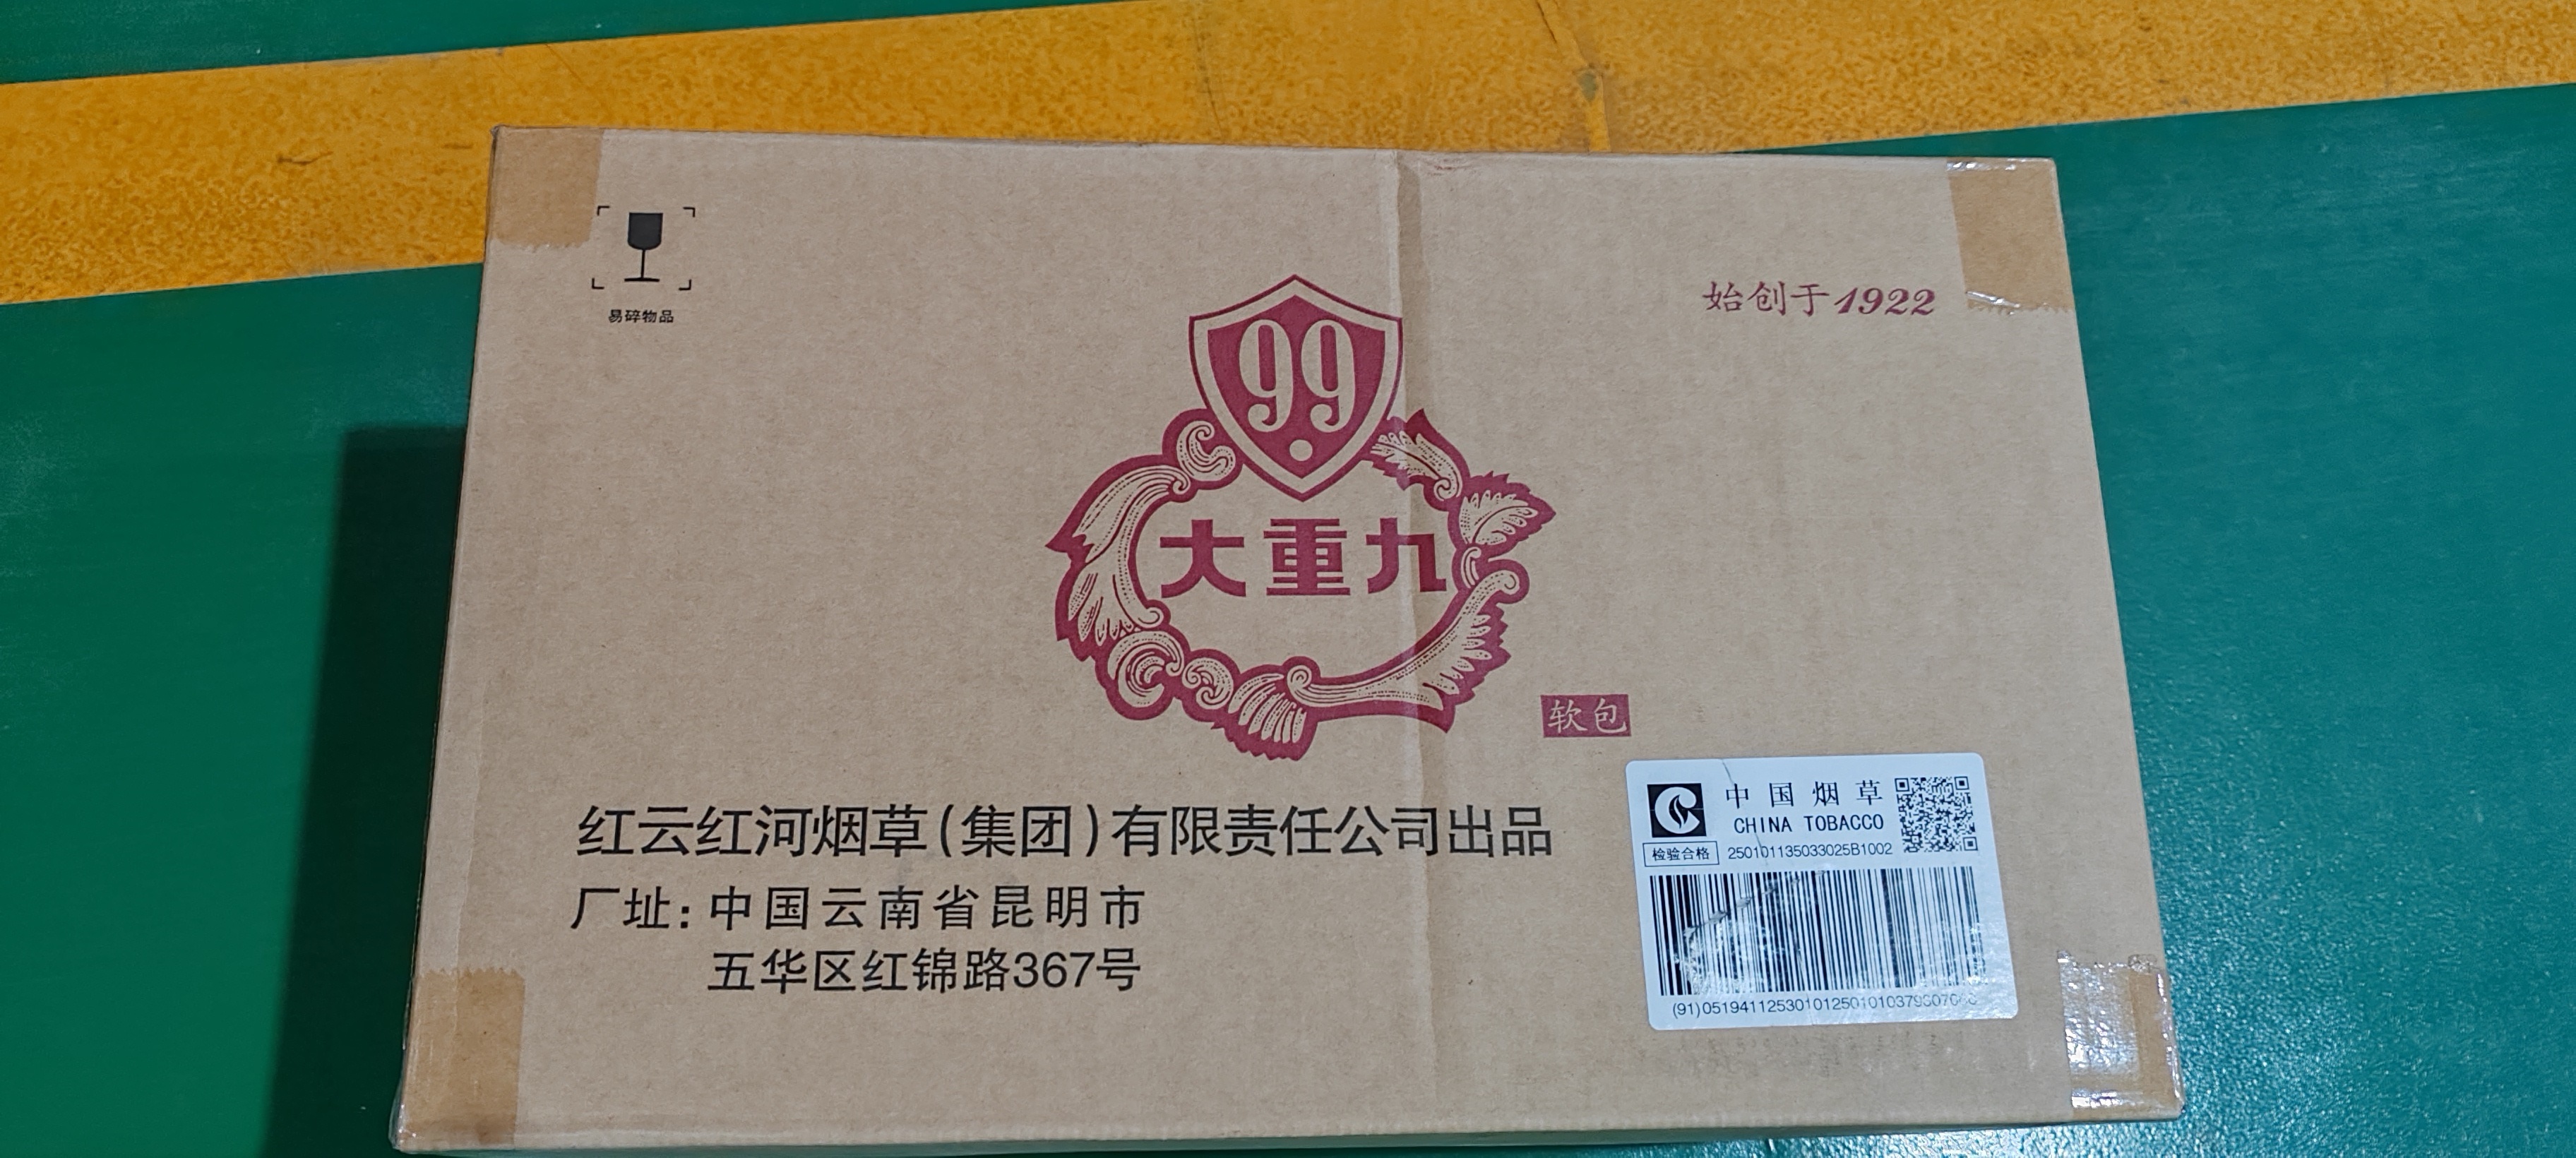 易碎物品
始创于1922
99
大重九
软包
红云红河烟草(集团)有限责任公司出品
厂址:中国云南省昆明市
五华区红锦路367号
中国烟草
CHINA TOBACCO
检验合格 250101135033025B1002